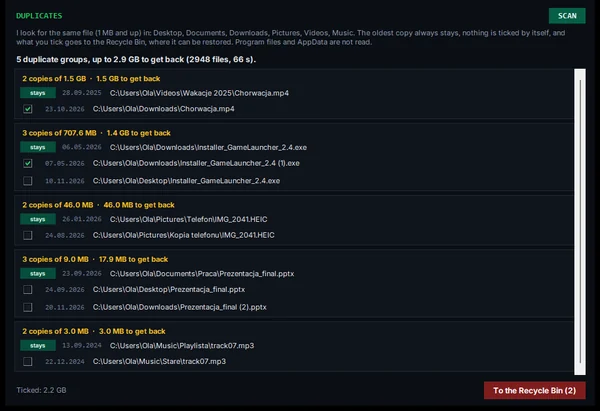 DUPLICATES
SCAN
I look for the same file (1 MB and up) in: Desktop, Documents, Downloads, Pictures, Videos, Music. The oldest copy always stays, nothing is ticked by itself, and
what you tick goes to the Recycle Bin, where it can be restored. Program files and AppData are not read.
5 duplicate groups, up to 2.9 GB to get back (2948 files, 66 s).
2 copies of 1.5 GB · 1.5 GB to get back
stays 28.09.2025 C:\Users\Ola\Videos\Wakacje 2025\Chorwacja.mp4
23.10.2026 C:\Users\Ola\Downloads\Chorwacja.mp4
3 copies of 707.6 MB · 1.4 GB to get back
stays 06.05.2026 C:\Users\Ola\Downloads\Installer_GameLauncher_2.4.exe
07.05.2026 C:\Users\Ola\Downloads\Installer_GameLauncher_2.4 (1).exe
10.11.2026 C:\Users\Ola\Desktop\Installer_GameLauncher_2.4.exe
2 copies of 46.0 MB · 46.0 MB to get back
stays 26.01.2026 C:\Users\Ola\Pictures\Telefon\IMG_2041.HEIC
24.08.2026 C:\Users\Ola\Pictures\Kopia telefonu\IMG_2041.HEIC
3 copies of 9.0 MB · 17.9 MB to get back
stays 23.09.2026 C:\Users\Ola\Documents\Praca\Prezentacja_final.pptx
24.09.2026 C:\Users\Ola\Desktop\Prezentacja_final.pptx
20.11.2026 C:\Users\Ola\Downloads\Prezentacja_final (2).pptx
2 copies of 3.0 MB · 3.0 MB to get back
stays 13.09.2024 C:\Users\Ola\Music\Playlista\track07.mp3
22.12.2024 C:\Users\Ola\Music\Stare\track07.mp3
Ticked: 2.2 GB
To the Recycle Bin (2)